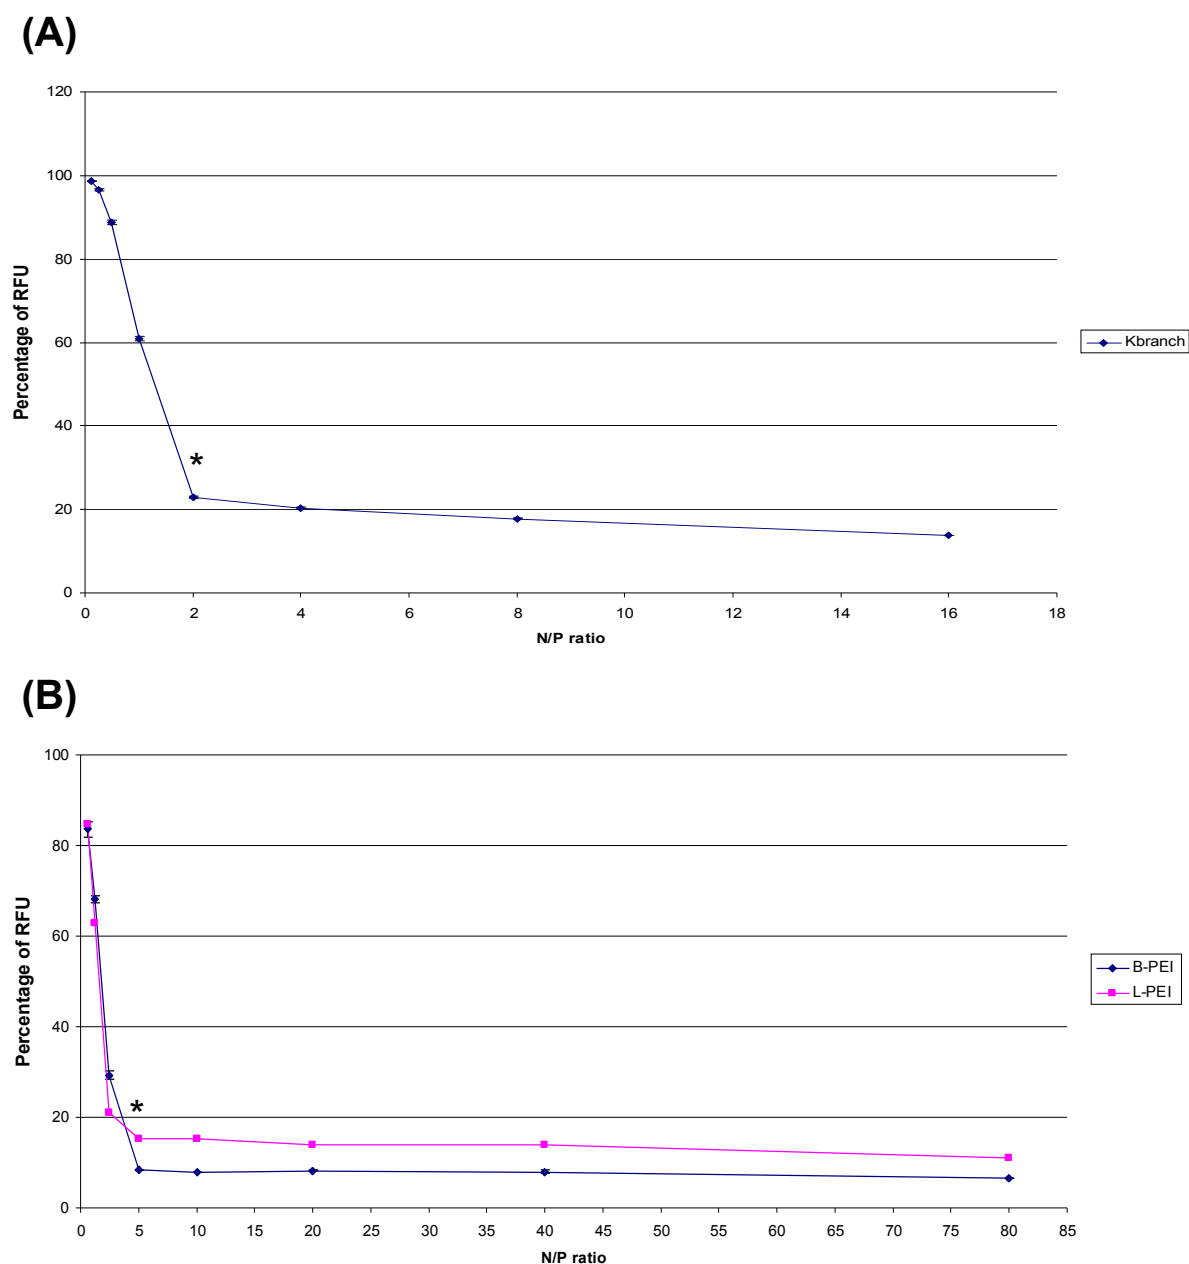 (A)
120
100
80
60
40
20
0
Percentage of RFU
*
0 2 4 6 8 10 12 14 16 18
N/P ratio
Kbranch
(B)
100
80
60
40
20
0
Percentage of RFU
*
0 5 10 15 20 25 30 35 40 45 50 55 60 65 70 75 80 85
N/P ratio
B-PEI
L-PEI